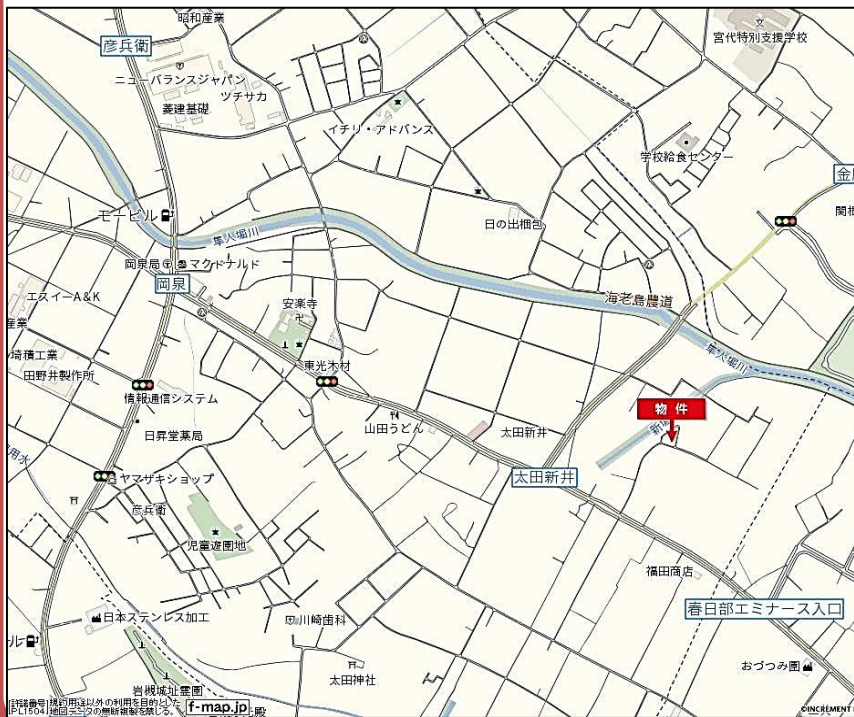 昭和産業
彦兵衛
宮代特別支援学校
ニューバランスジャパン
ツチサカ
菱建基礎
イチリ・アドバンス
学校給食センター
モービル
日の出梱包
隼人堀川
岡泉局
マクドナルド
岡泉
エスイーA&K
産業
安楽寺
海老島農道
埼積工業
田野井製作所
東光木材
隼人堀川
情報通信システム
物件
日昇堂薬局
山田うどん
太田新井
太田新井
ヤマザキショップ
彦兵衛
児童遊園地
福田商店
春日部エミナース入口
日本ステンレス加工
川崎歯科
おづつみ園
太田神社
岩槻城址霊園
f-map.jp
©INCREMENT